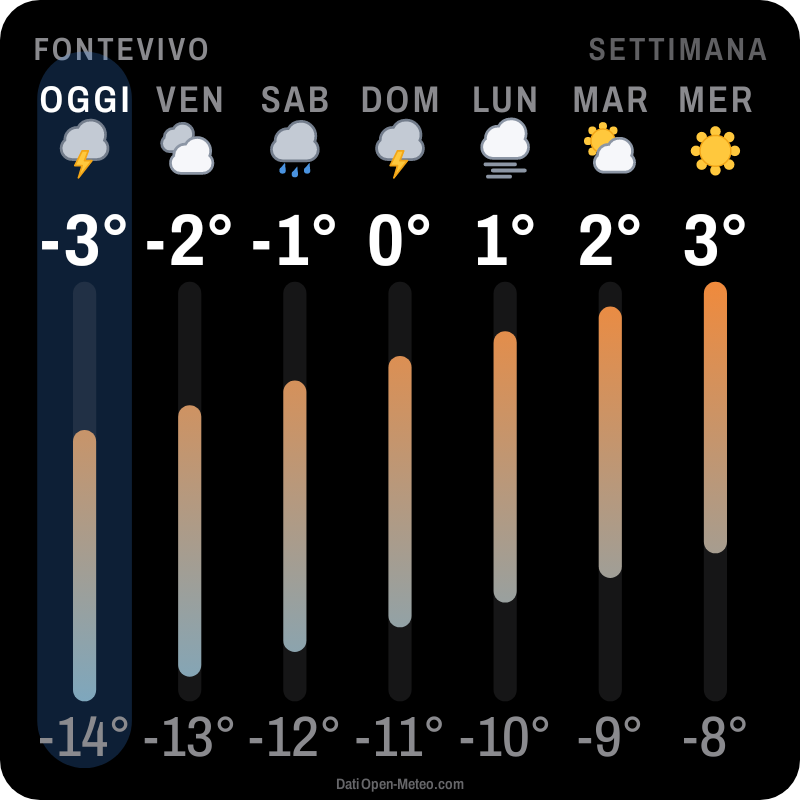 FONTEVIVO SETTIMANA
OGGI VEN SAB DOM LUN MAR MER
-3° -2° -1° 0° 1° 2° 3°
-14° -13° -12° -11° -10° -9° -8°
Dati Open-Meteo.com